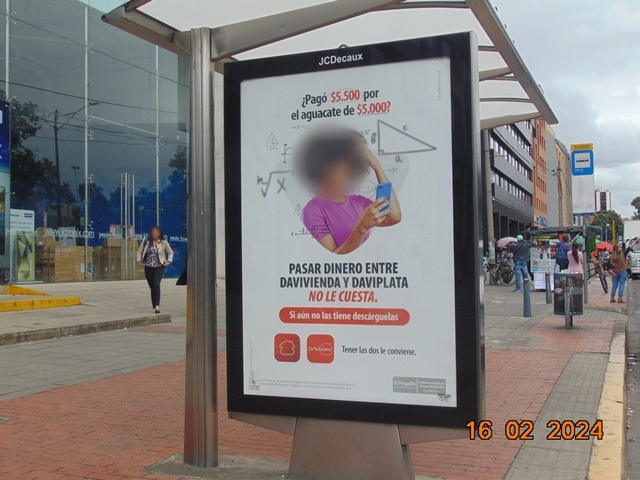 JCDecaux
¿Pagó $5.500 por
el aguacate de $5.000?
PASAR DINERO ENTRE
DAVIVIENDA Y DAVIPLATA
NO LE CUESTA.
Si aún no las tiene descárguelas
DAVIplata
Tener las dos le conviene.
16 02 2024